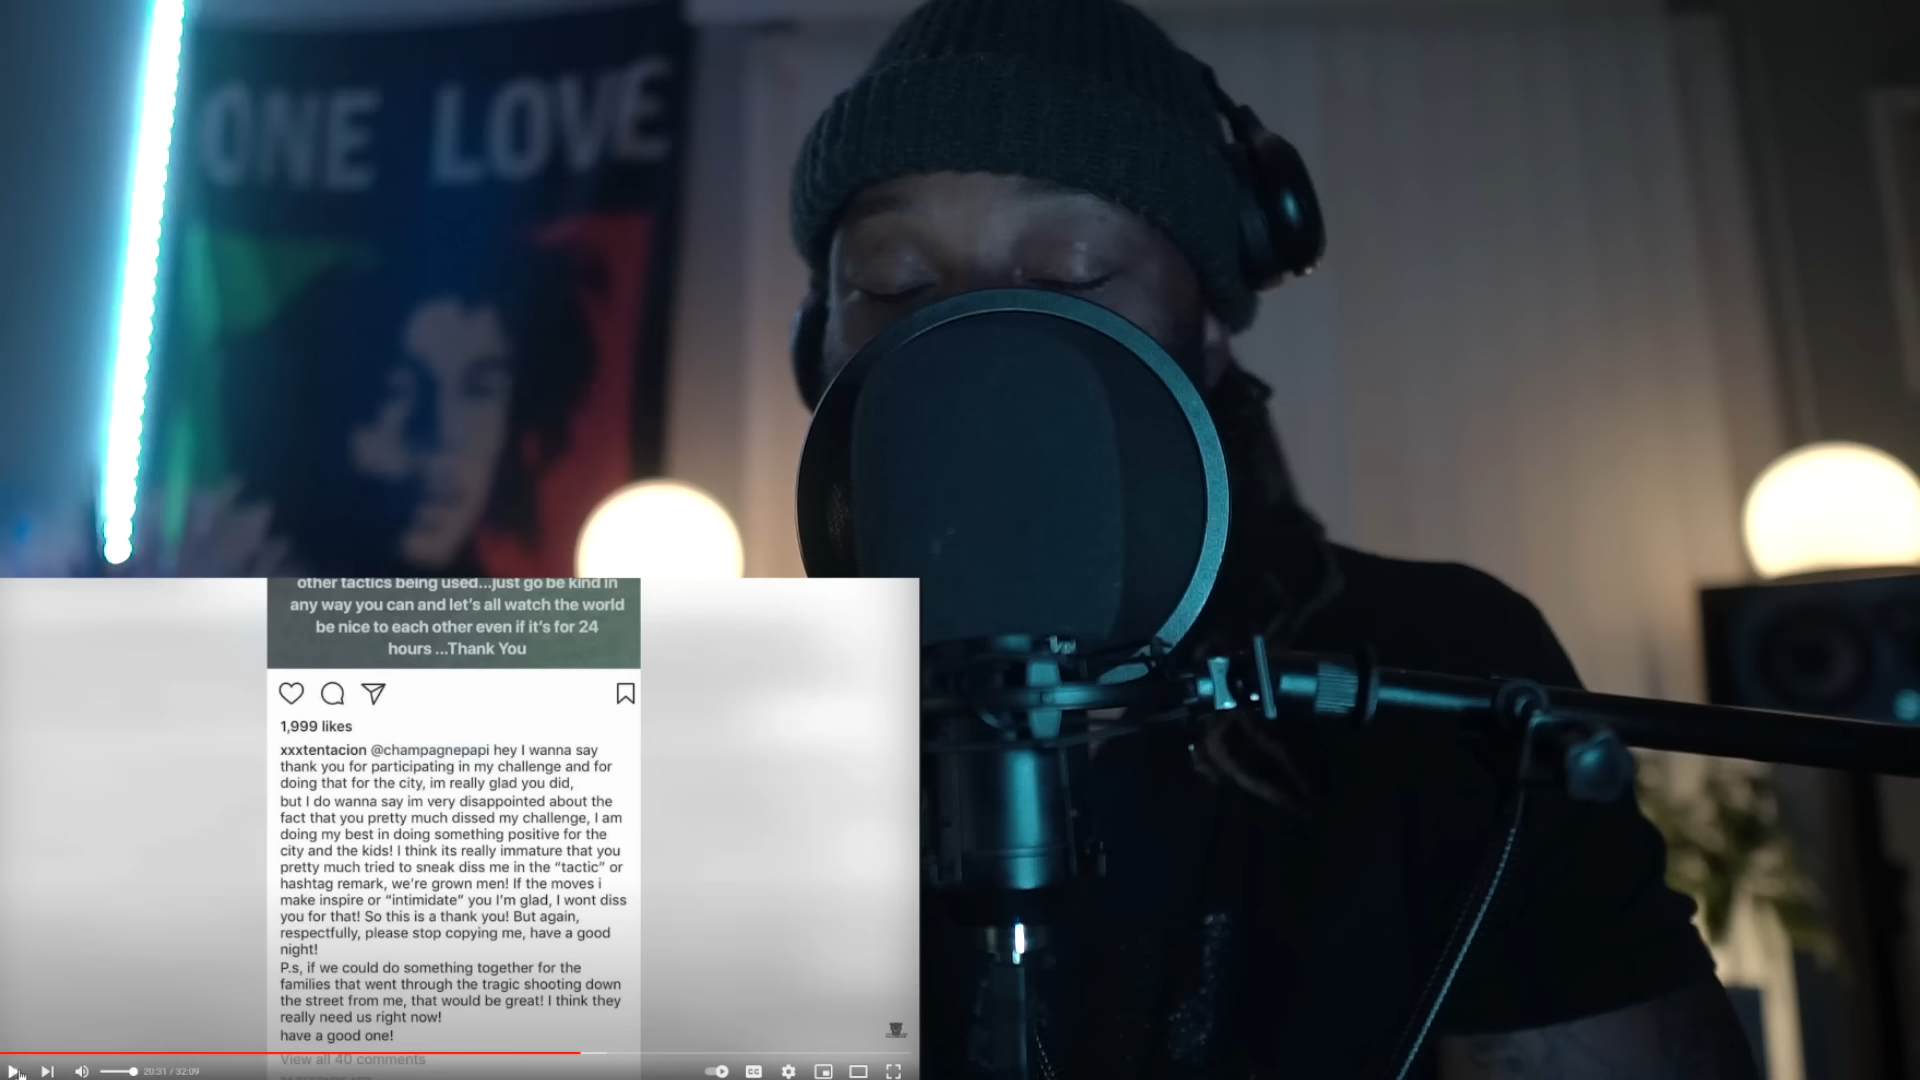 ONE LOVE
other tactics being used...just go be kind in
any way you can and let's all watch the world
be nice to each other even if it's for 24
hours ...Thank You
1,999 likes
xxxtentacion @champagnepapi hey I wanna say
thank you for participating in my challenge and for
doing that for the city, im really glad you did,
but I do wanna say im very disappointed about the
fact that you pretty much dissed my challenge, I am
doing my best in doing something positive for the
city and the kids! I think its really immature that you
pretty much tried to sneak diss me in the “tactic” or
hashtag remark, we’re grown men! If the moves i
make inspire or “intimidate” you I’m glad, I wont diss
you for that! So this is a thank you! But again,
respectfully, please stop copying me, have a good
night!
P.s, if we could do something together for the
families that went through the tragic shooting down
the street from me, that would be great! I think they
really need us right now!
have a good one!
View all 40 comments
20:31 / 32:09
CC